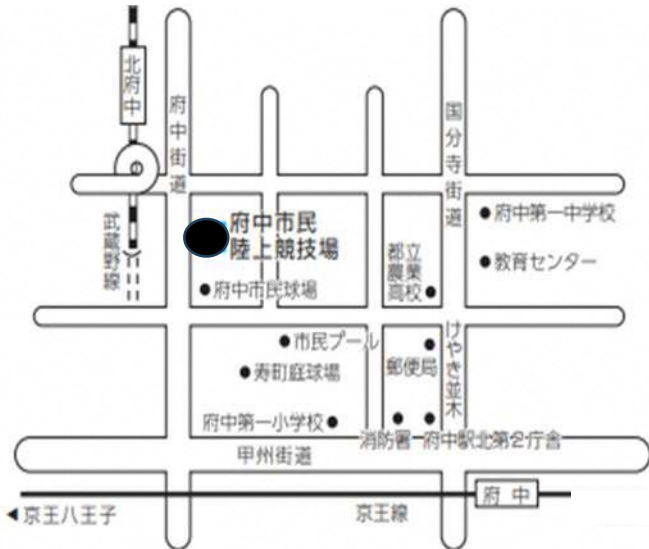 北府中
府中街道
国分寺街道
武蔵野線
府中市民
陸上競技場
府中市民球場
都立
農業
高校
府中第一中学校
教育センター
市民プール
寿町庭球場
郵便局
けやき並木
府中第一小学校
消防署
府中駅北第2庁舎
甲州街道
府中
◀京王八王子
京王線